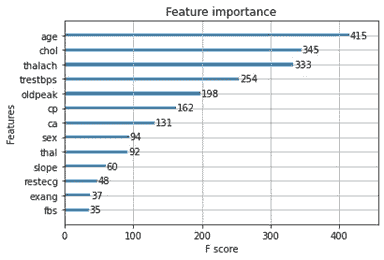 Feature importance
Features
age 415
chol 345
thalach 333
trestbps 254
oldpeak 198
cp 162
ca 131
sex 94
thal 92
slope 60
restecg 48
exang 37
fbs 35
0 100 200 300 400
F score